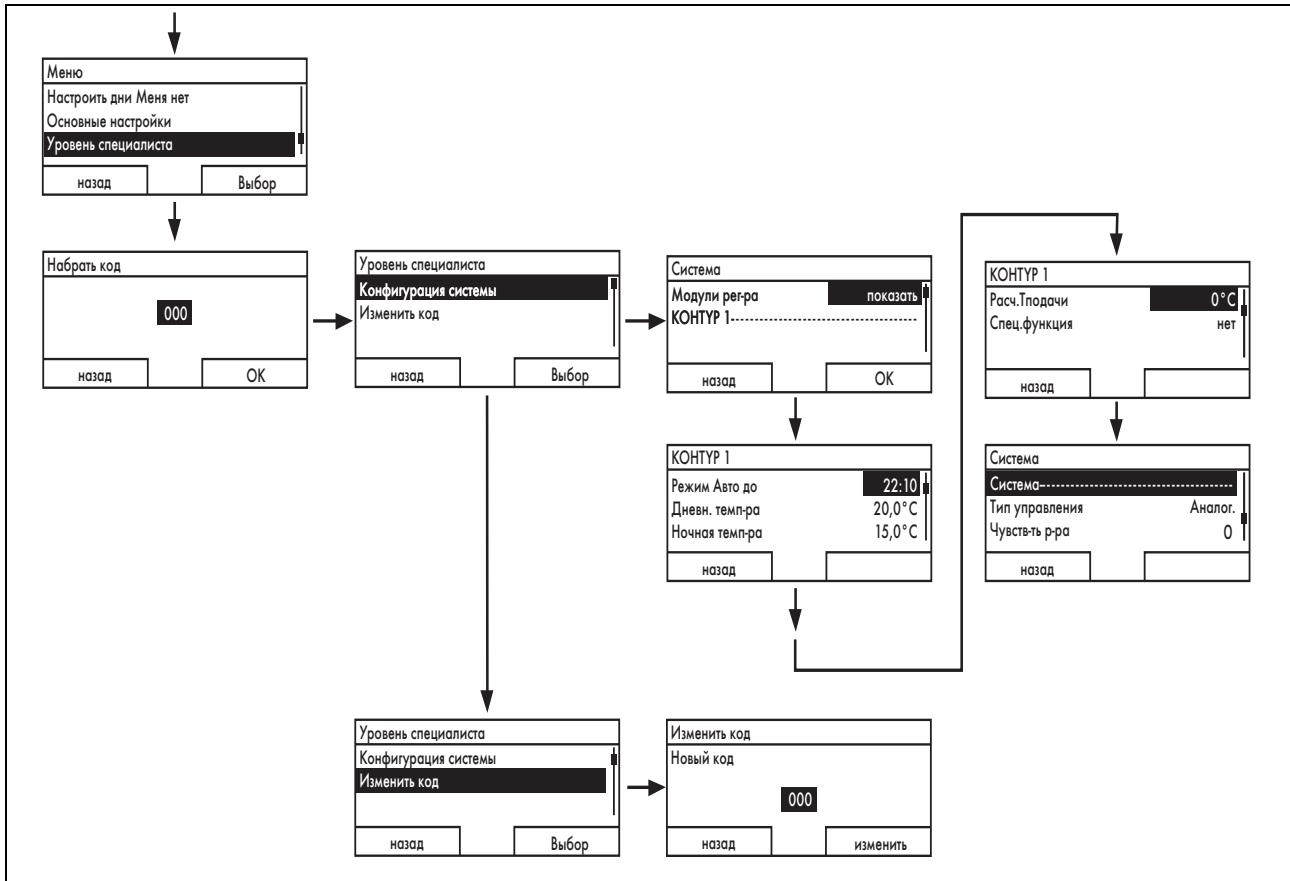 Меню
Настроить дни Меня нет
Основные настройки
Уровень специалиста
назад Выбор
Набрать код
000
назад OK
Уровень специалиста
Конфигурация системы
Изменить код
назад Выбор
Система
Модули рег-ра показать
КОНТУР 1-------------------------------------
назад OK
КОНТУР 1
Режим Авто до 22:10
Дневн. темп-ра 20,0°C
Ночная темп-ра 15,0°C
назад
КОНТУР 1
Расч.Тподачи 0°C
Спец.функция нет
назад
Система
Система--------------------------------------
Тип управления Аналог.
Чувств-ть р-ра 0
назад
Уровень специалиста
Конфигурация системы
Изменить код
назад Выбор
Изменить код
Новый код
000
назад изменить